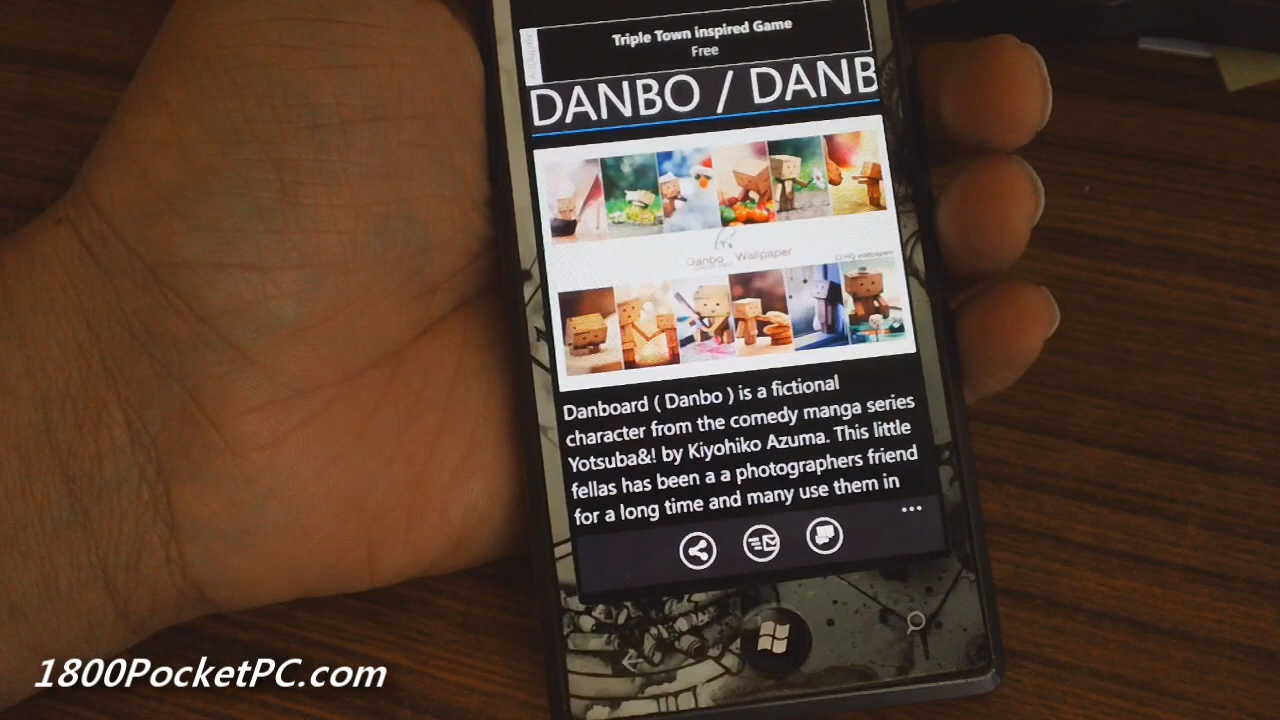 Triple Town inspired Game
Free
DANBO / DANB
Danbo Wallpaper
Danboard ( Danbo ) is a fictional
character from the comedy manga series
Yotsuba&! by Kiyohiko Azuma. This little
fellas has been a a photographers friend
for a long time and many use them in
1800PocketPC.com